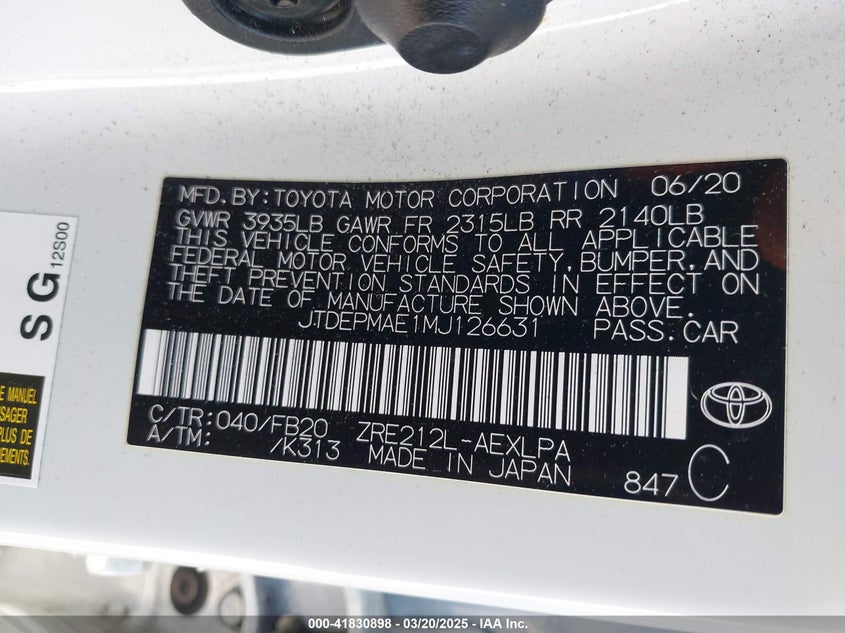 MFD.BY:TOYOTA MOTOR CORPORATION 06/20
GVWR 3935LB GAWR FR 2315LB RR 2140LB
THIS VEHICLE CONFORMS TO ALL APPLICABLE
FEDERAL MOTOR VEHICLE SAFETY,BUMPER,AND
THEFT PREVENTION STANDARDS IN EFFECT ON
THE DATE OF MANUFACTURE SHOWN ABOVE.
JTDEPMAE1MJ126631 PASS.CAR
C/TR:040/FB20 ZRE212L-AEXLPA
A/TM: /K313 MADE IN JAPAN 847 C
SG 12S00
E MANUEL
USAGER
PLUS DE
NEMENTS.
000-41830898 - 03/20/2025 - IAA Inc.